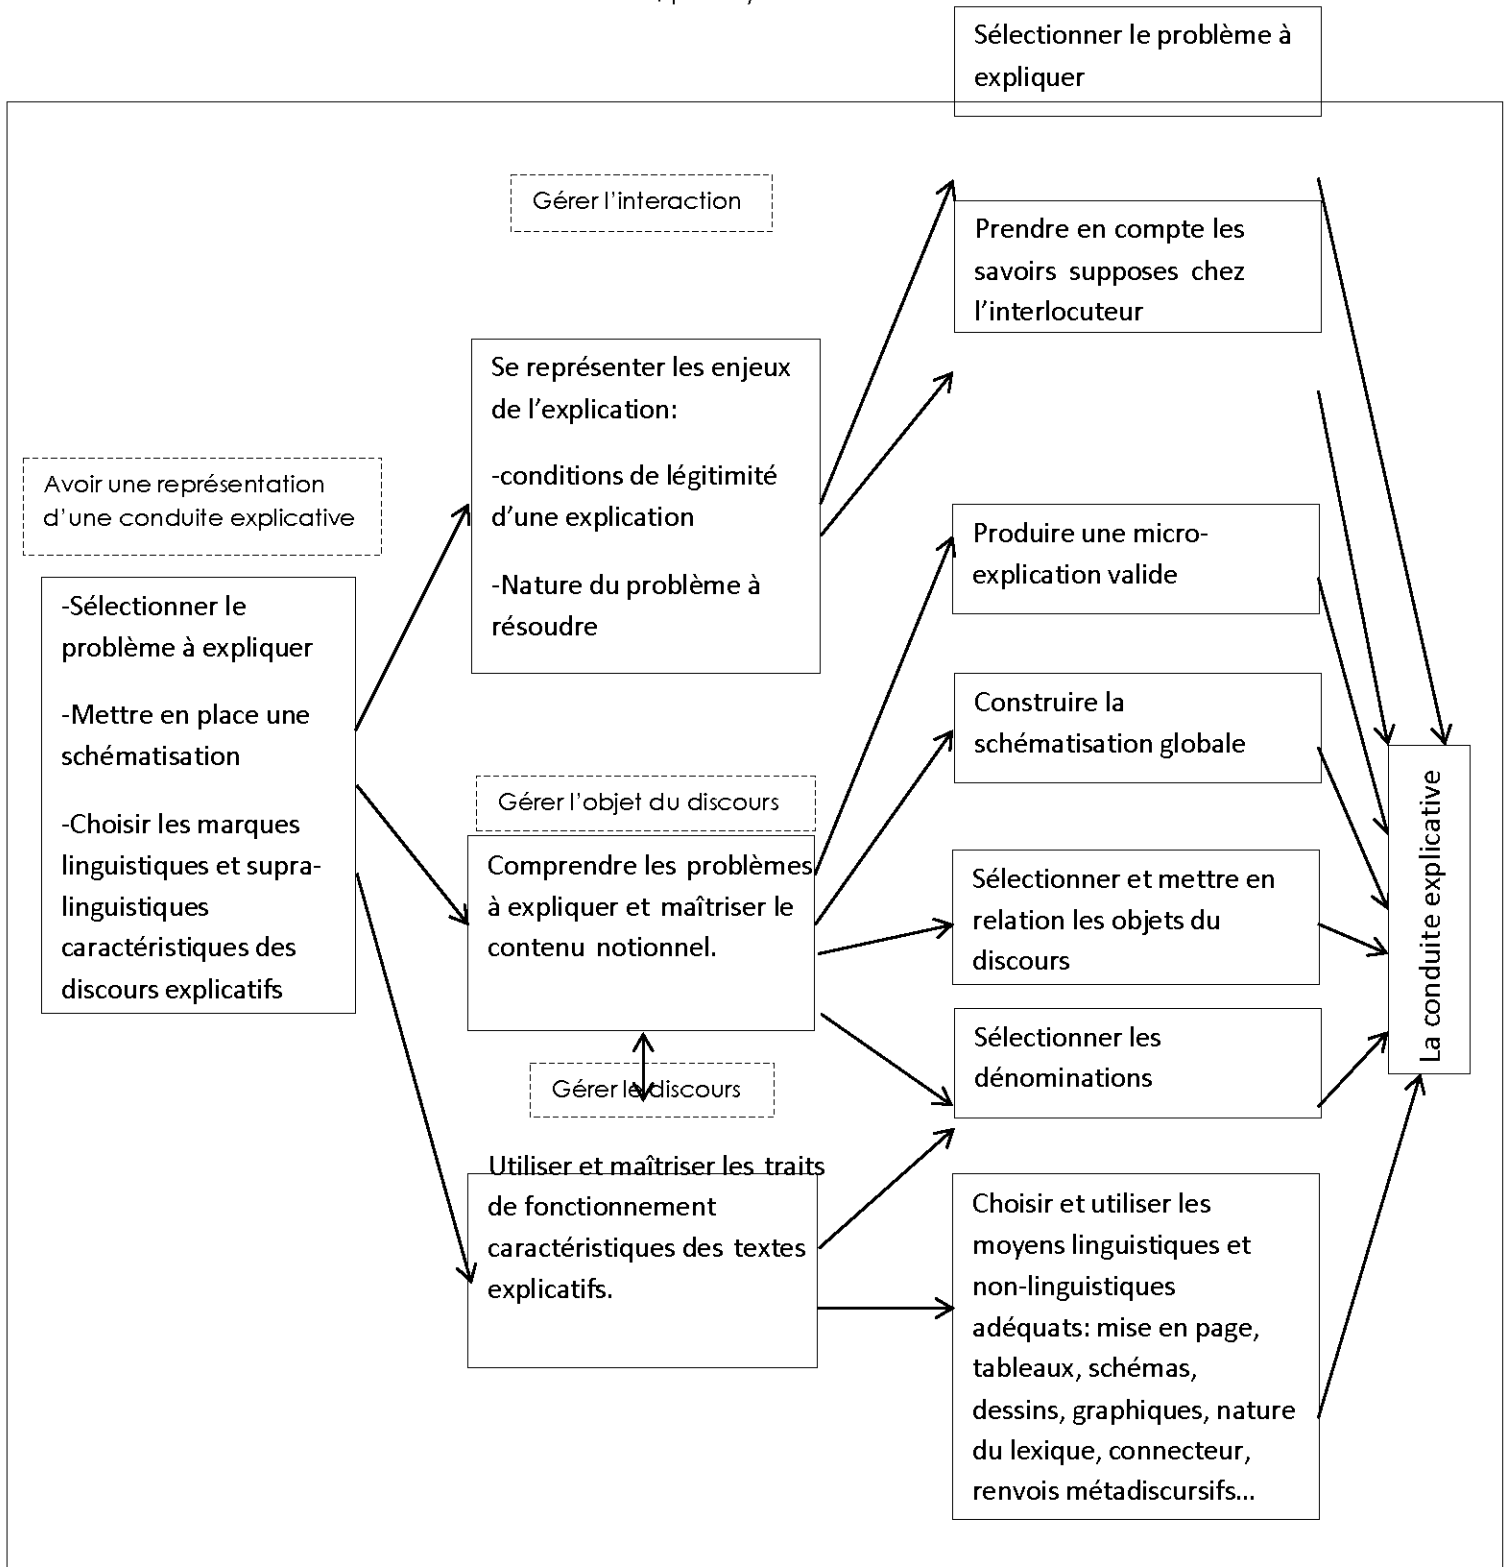 Sélectionner le problème à
expliquer
Gérer l'interaction
Prendre en compte les
savoirs supposes chez
l'interlocuteur
Se représenter les enjeux
de l'explication:
-conditions de légitimité
d'une explication
-Nature du problème à
résoudre
Avoir une représentation
d'une conduite explicative
-Sélectionner le
problème à expliquer
-Mettre en place une
schématisation
-Choisir les marques
linguistiques et supra-
linguistiques
caractéristiques des
discours explicatifs
Produire une micro-
explication valide
Construire la
schématisation globale
Gérer l'objet du discours
Comprendre les problèmes
à expliquer et maîtriser le
contenu notionnel.
Sélectionner et mettre en
relation les objets du
discours
Sélectionner les
dénominations
Gérer le discours
Utiliser et maîtriser les traits
de fonctionnement
caractéristiques des textes
explicatifs.
Choisir et utiliser les
moyens linguistiques et
non-linguistiques
adéquats: mise en page,
tableaux, schémas,
dessins, graphiques, nature
du lexique, connecteur,
renvois métadiscursifs...
La conduite explicative